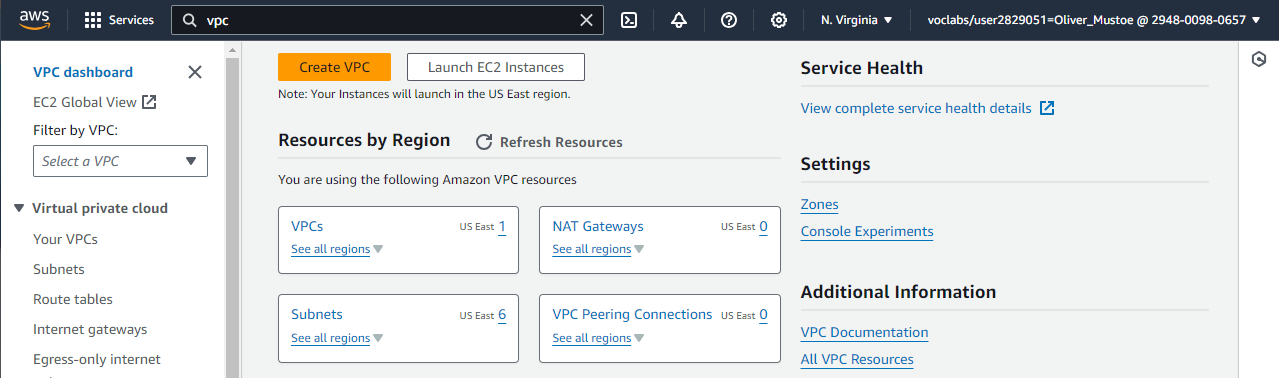 aws
Services
vpc
N. Virginia
voclabs/user2829051=Oliver_Mustoe @ 2948-0098-0657
VPC dashboard
EC2 Global View
Filter by VPC:
Select a VPC
Virtual private cloud
Your VPCs
Subnets
Route tables
Internet gateways
Egress-only internet
Create VPC
Launch EC2 Instances
Note: Your Instances will launch in the US East region.
Resources by Region
Refresh Resources
You are using the following Amazon VPC resources
VPCs
US East 1
See all regions
NAT Gateways
US East 0
See all regions
Subnets
US East 6
See all regions
VPC Peering Connections
US East 0
See all regions
Service Health
View complete service health details
Settings
Zones
Console Experiments
Additional Information
VPC Documentation
All VPC Resources